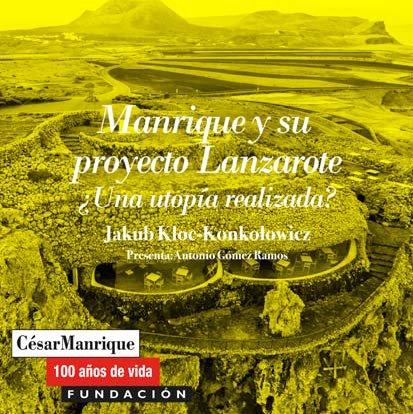 Manrique y su
proyecto Lanzarote
¿Una utopía realizada?
Jakub Kloc-Konkołowicz
Presenta: Antonio Gómez Ramos
CésarManrique
100 años de vida
FUNDACIÓN